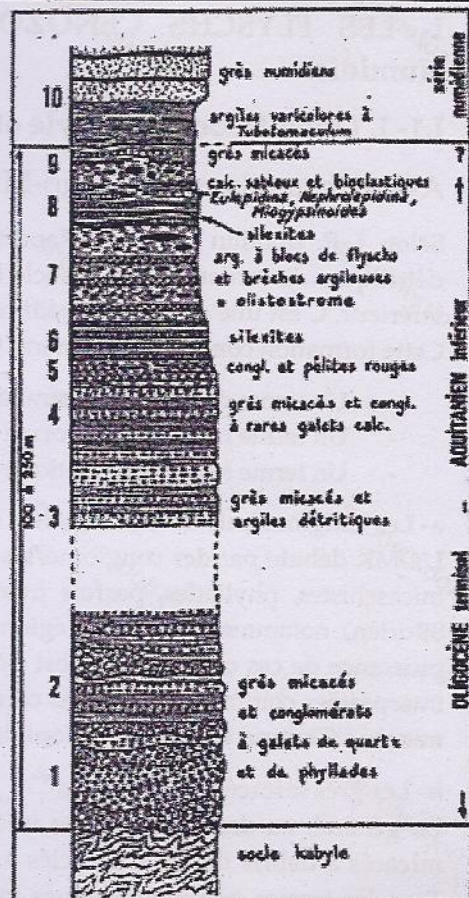 série
numidienne
grès numidiens
10
argiles varicolores à
Tubotomaculum
?
9
grès micacés
calc. sableux et bioclastiques
Eulepidina, Nephrolepidina,
Miogypsinoides
8
silexites
arg. à blocs de flyschs
7
et brèches argileuses
= olistostrome
6
silexites
5
congl. et pélites rouges
4
grès micacés et congl.
à rares galets calc.
grès micacés et
3
argiles détritiques
AQUITANIEN inférieur
100 à 250 m
OLIGOCÈNE terminal
2
grès micacés
et conglomérats
à galets de quartz
1
et de phyllades
socle kabyle